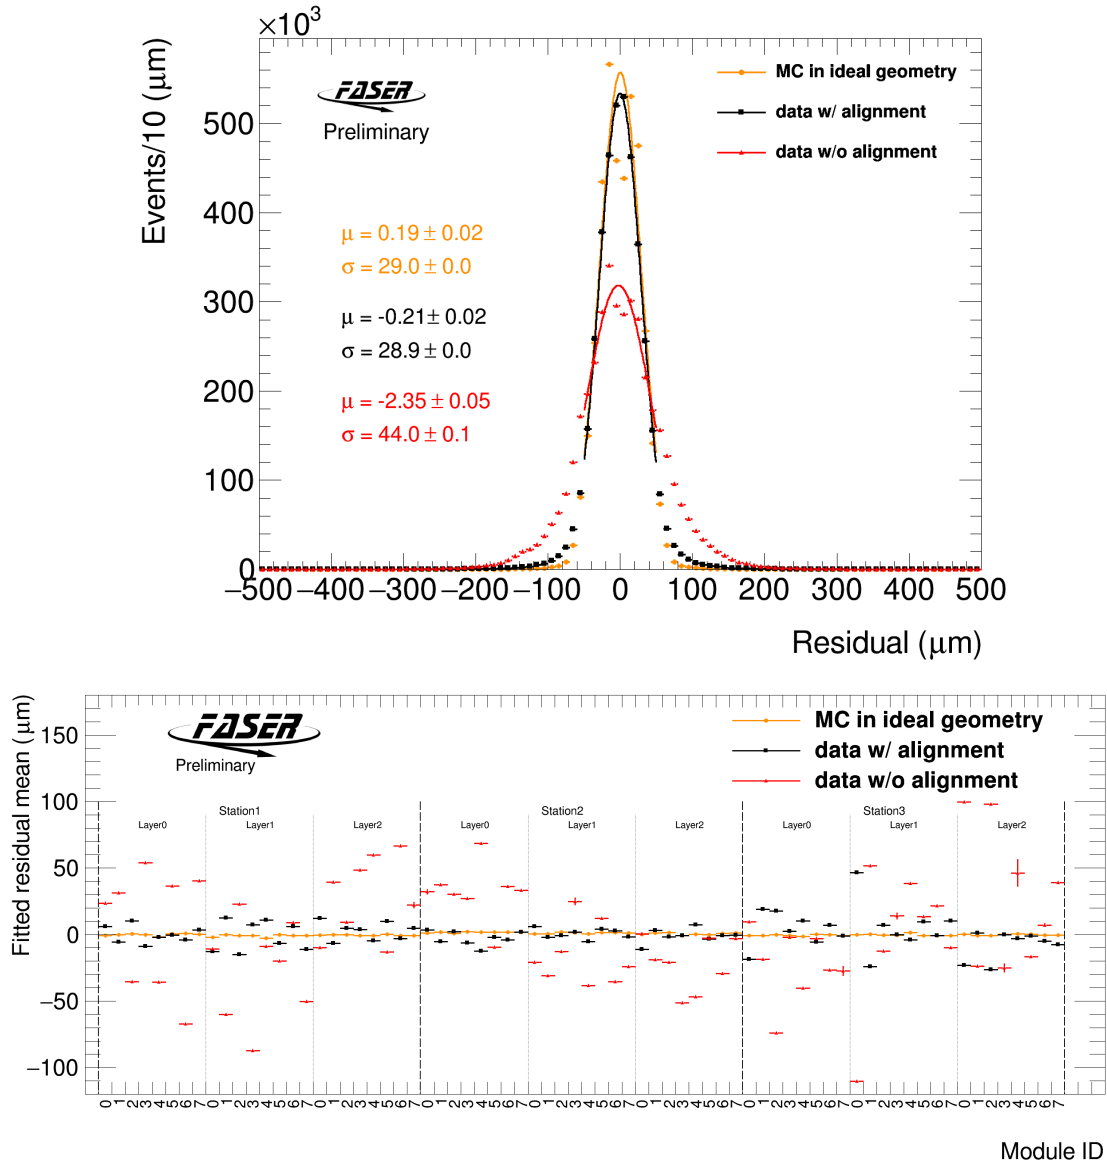 ×10³
Events/10 (μm)
FASER
Preliminary
MC in ideal geometry
data w/ alignment
data w/o alignment
μ = 0.19 ± 0.02
σ = 29.0 ± 0.0
μ = -0.21 ± 0.02
σ = 28.9 ± 0.0
μ = -2.35 ± 0.05
σ = 44.0 ± 0.1
500
400
300
200
100
0
−500 −400 −300 −200 −100 0 100 200 300 400 500
Residual (μm)
Fitted residual mean (μm)
FASER
Preliminary
MC in ideal geometry
data w/ alignment
data w/o alignment
150
100
50
0
−50
−100
Station1 Station2 Station3
Layer0 Layer1 Layer2 Layer0 Layer1 Layer2 Layer0 Layer1 Layer2
0 1 2 3 4 5 6 7 0 1 2 3 4 5 6 7 0 1 2 3 4 5 6 7 0 1 2 3 4 5 6 7 0 1 2 3 4 5 6 7 0 1 2 3 4 5 6 7 0 1 2 3 4 5 6 7 0 1 2 3 4 5 6 7 0 1 2 3 4 5 6 7
Module ID